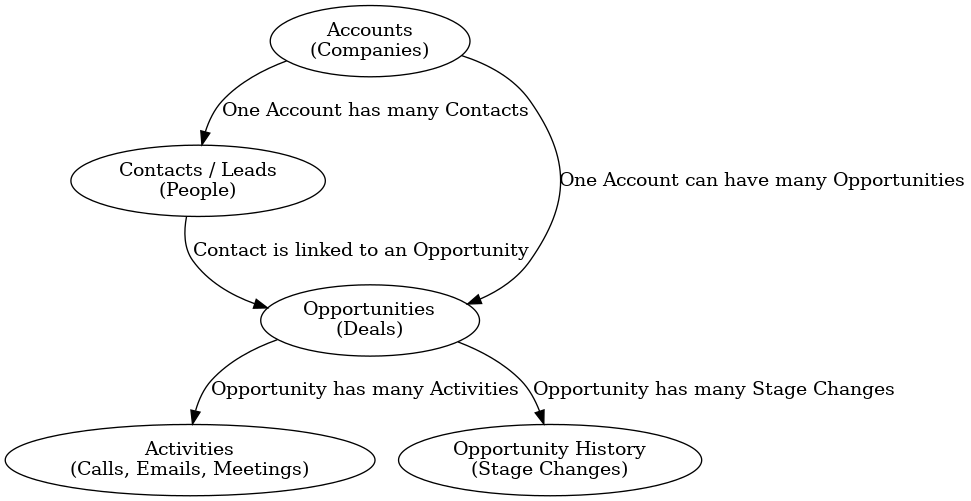 Accounts
(Companies)
One Account has many Contacts
Contacts / Leads
(People)
One Account can have many Opportunities
Contact is linked to an Opportunity
Opportunities
(Deals)
Opportunity has many Activities
Opportunity has many Stage Changes
Activities
(Calls, Emails, Meetings)
Opportunity History
(Stage Changes)